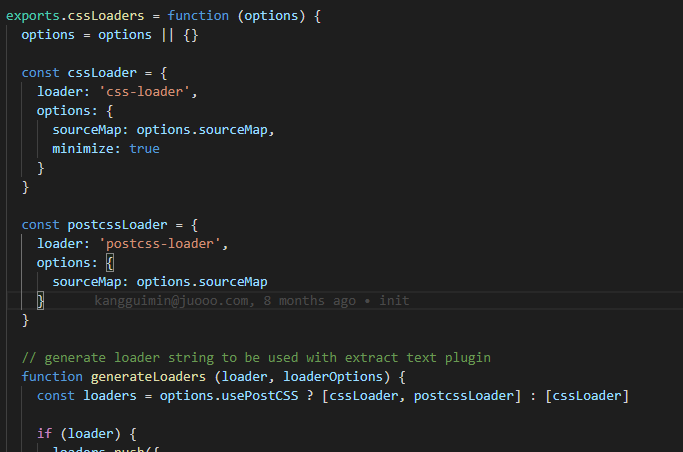 exports.cssLoaders = function (options) {
  options = options || {}

  const cssLoader = {
    loader: 'css-loader',
    options: {
      sourceMap: options.sourceMap,
      minimize: true
    }
  }

  const postcssLoader = {
    loader: 'postcss-loader',
    options: {
      sourceMap: options.sourceMap
    }      kangguimin@juooo.com, 8 months ago • init
  }

  // generate loader string to be used with extract text plugin
  function generateLoaders (loader, loaderOptions) {
    const loaders = options.usePostCSS ? [cssLoader, postcssLoader] : [cssLoader]

    if (loader) {
      loaders.push({